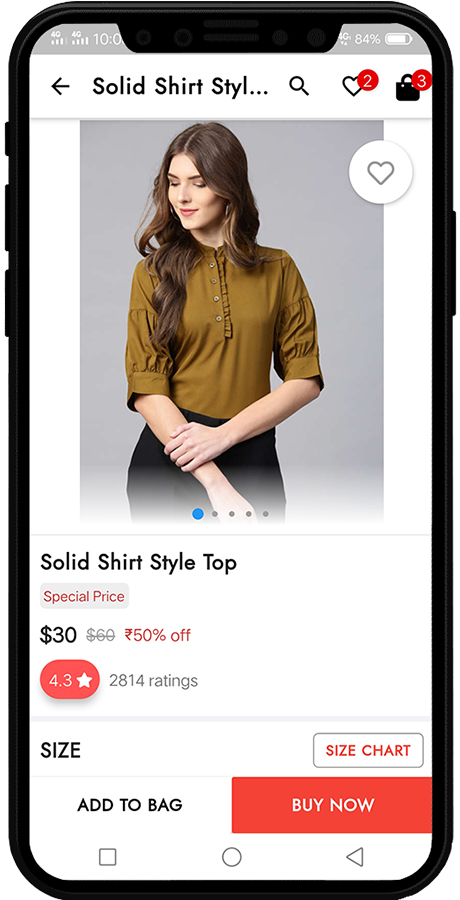 4G 4G 10:0
4G 84%
Solid Shirt Styl...
2
3
Solid Shirt Style Top
Special Price
$30 $60 ₹50% off
4.3 2814 ratings
SIZE
SIZE CHART
ADD TO BAG
BUY NOW